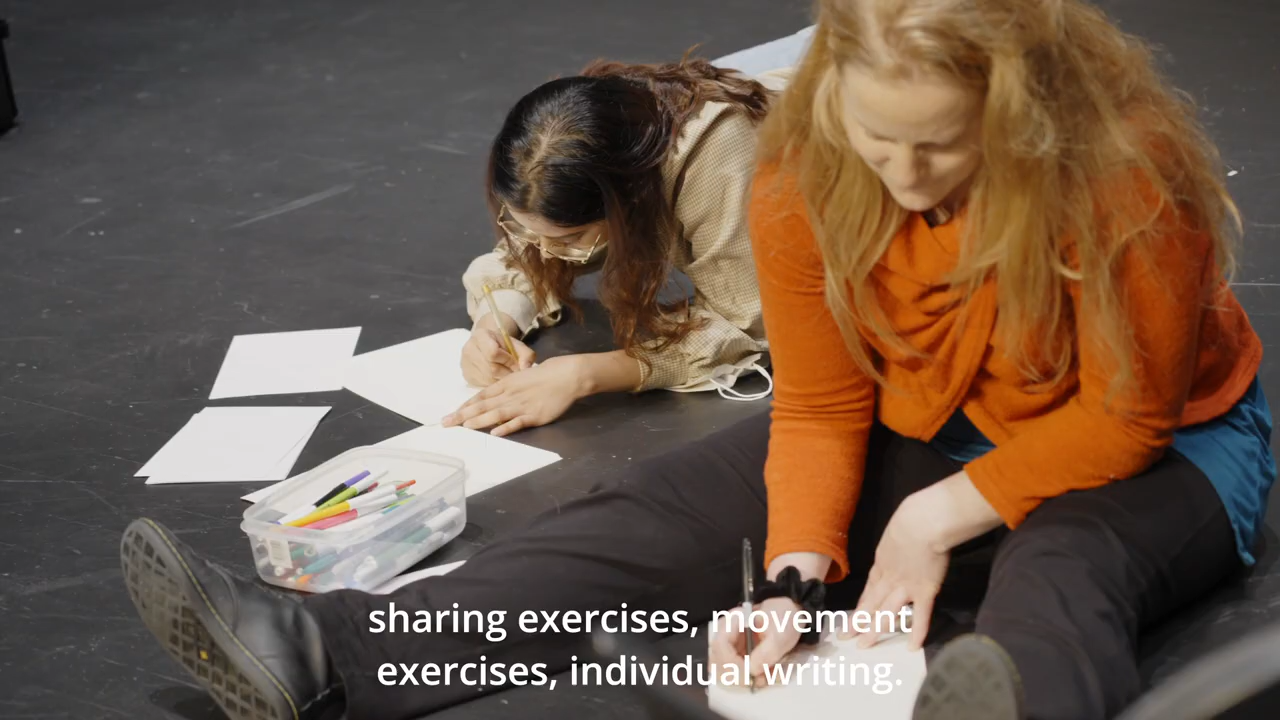 sharing exercises, movement
exercises, individual writing.